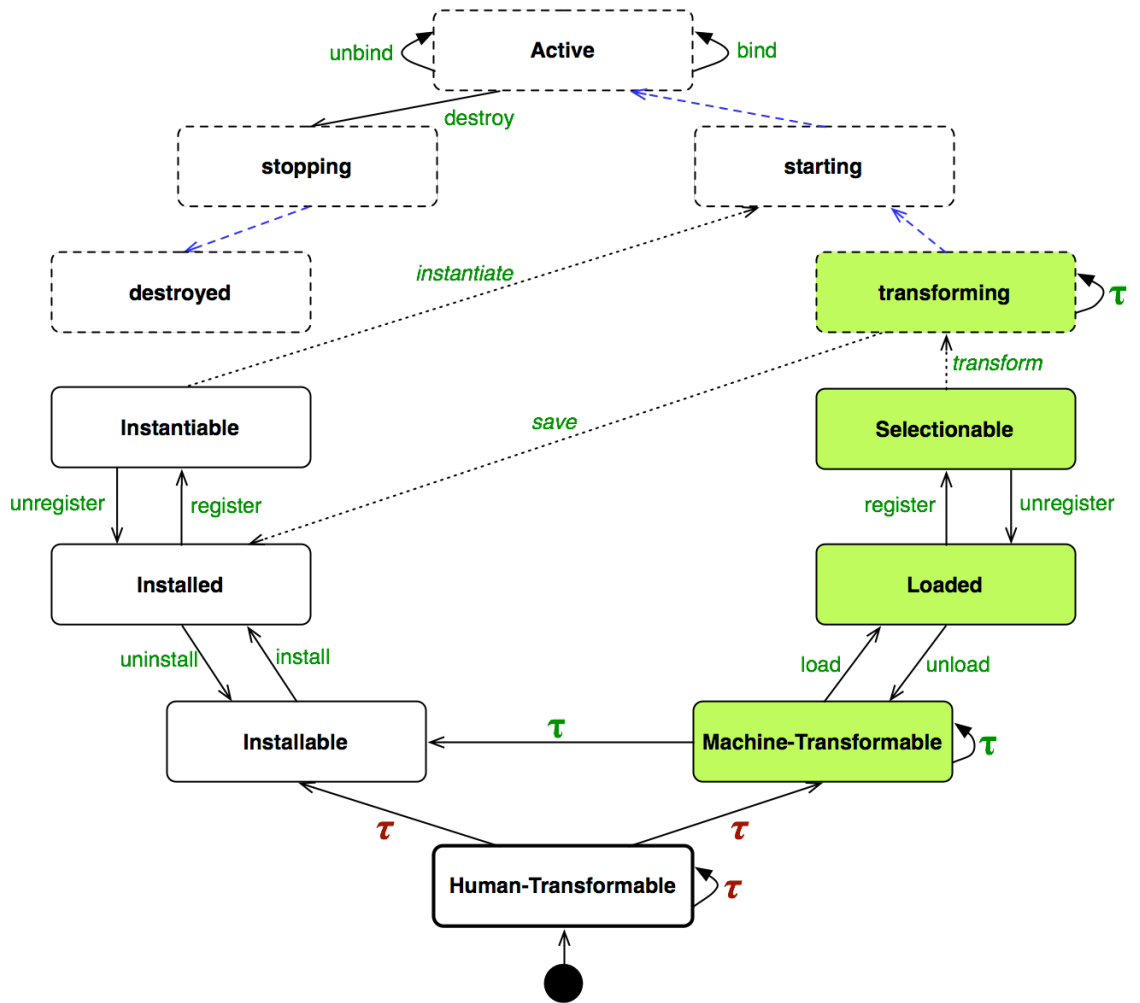 Active
unbind
bind
destroy
stopping
starting
destroyed
instantiate
transforming
τ
transform
Instantiable
save
Selectionable
unregister
register
register
unregister
Installed
Loaded
uninstall
install
load
unload
Installable
τ
Machine-Transformable
τ
τ
τ
Human-Transformable
τ